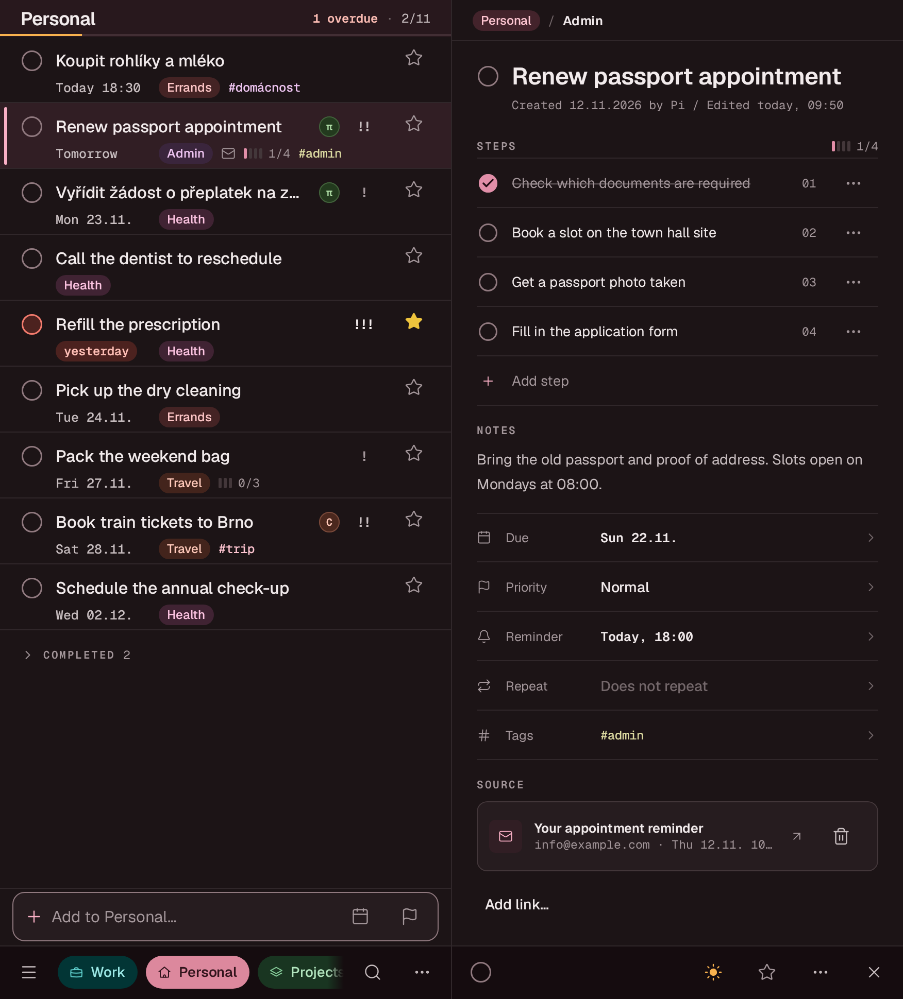 Personal
1 overdue · 2/11
Koupit rohlíky a mléko
Today 18:30 Errands #domácnost
Renew passport appointment π !!
Tomorrow Admin 1/4 #admin
Vyřídit žádost o přeplatek na z… π !
Mon 23.11. Health
Call the dentist to reschedule
Health
Refill the prescription !!!
yesterday Health
Pick up the dry cleaning
Tue 24.11. Errands
Pack the weekend bag !
Fri 27.11. Travel 0/3
Book train tickets to Brno C !!
Sat 28.11. Travel #trip
Schedule the annual check-up
Wed 02.12. Health
COMPLETED 2
Add to Personal…
Work Personal Projects
Personal / Admin
Renew passport appointment
Created 12.11.2026 by Pi / Edited today, 09:50
STEPS 1/4
Check which documents are required 01
Book a slot on the town hall site 02
Get a passport photo taken 03
Fill in the application form 04
Add step
NOTES
Bring the old passport and proof of address. Slots open on
Mondays at 08:00.
Due Sun 22.11.
Priority Normal
Reminder Today, 18:00
Repeat Does not repeat
Tags #admin
SOURCE
Your appointment reminder
info@example.com · Thu 12.11. 10…
Add link…